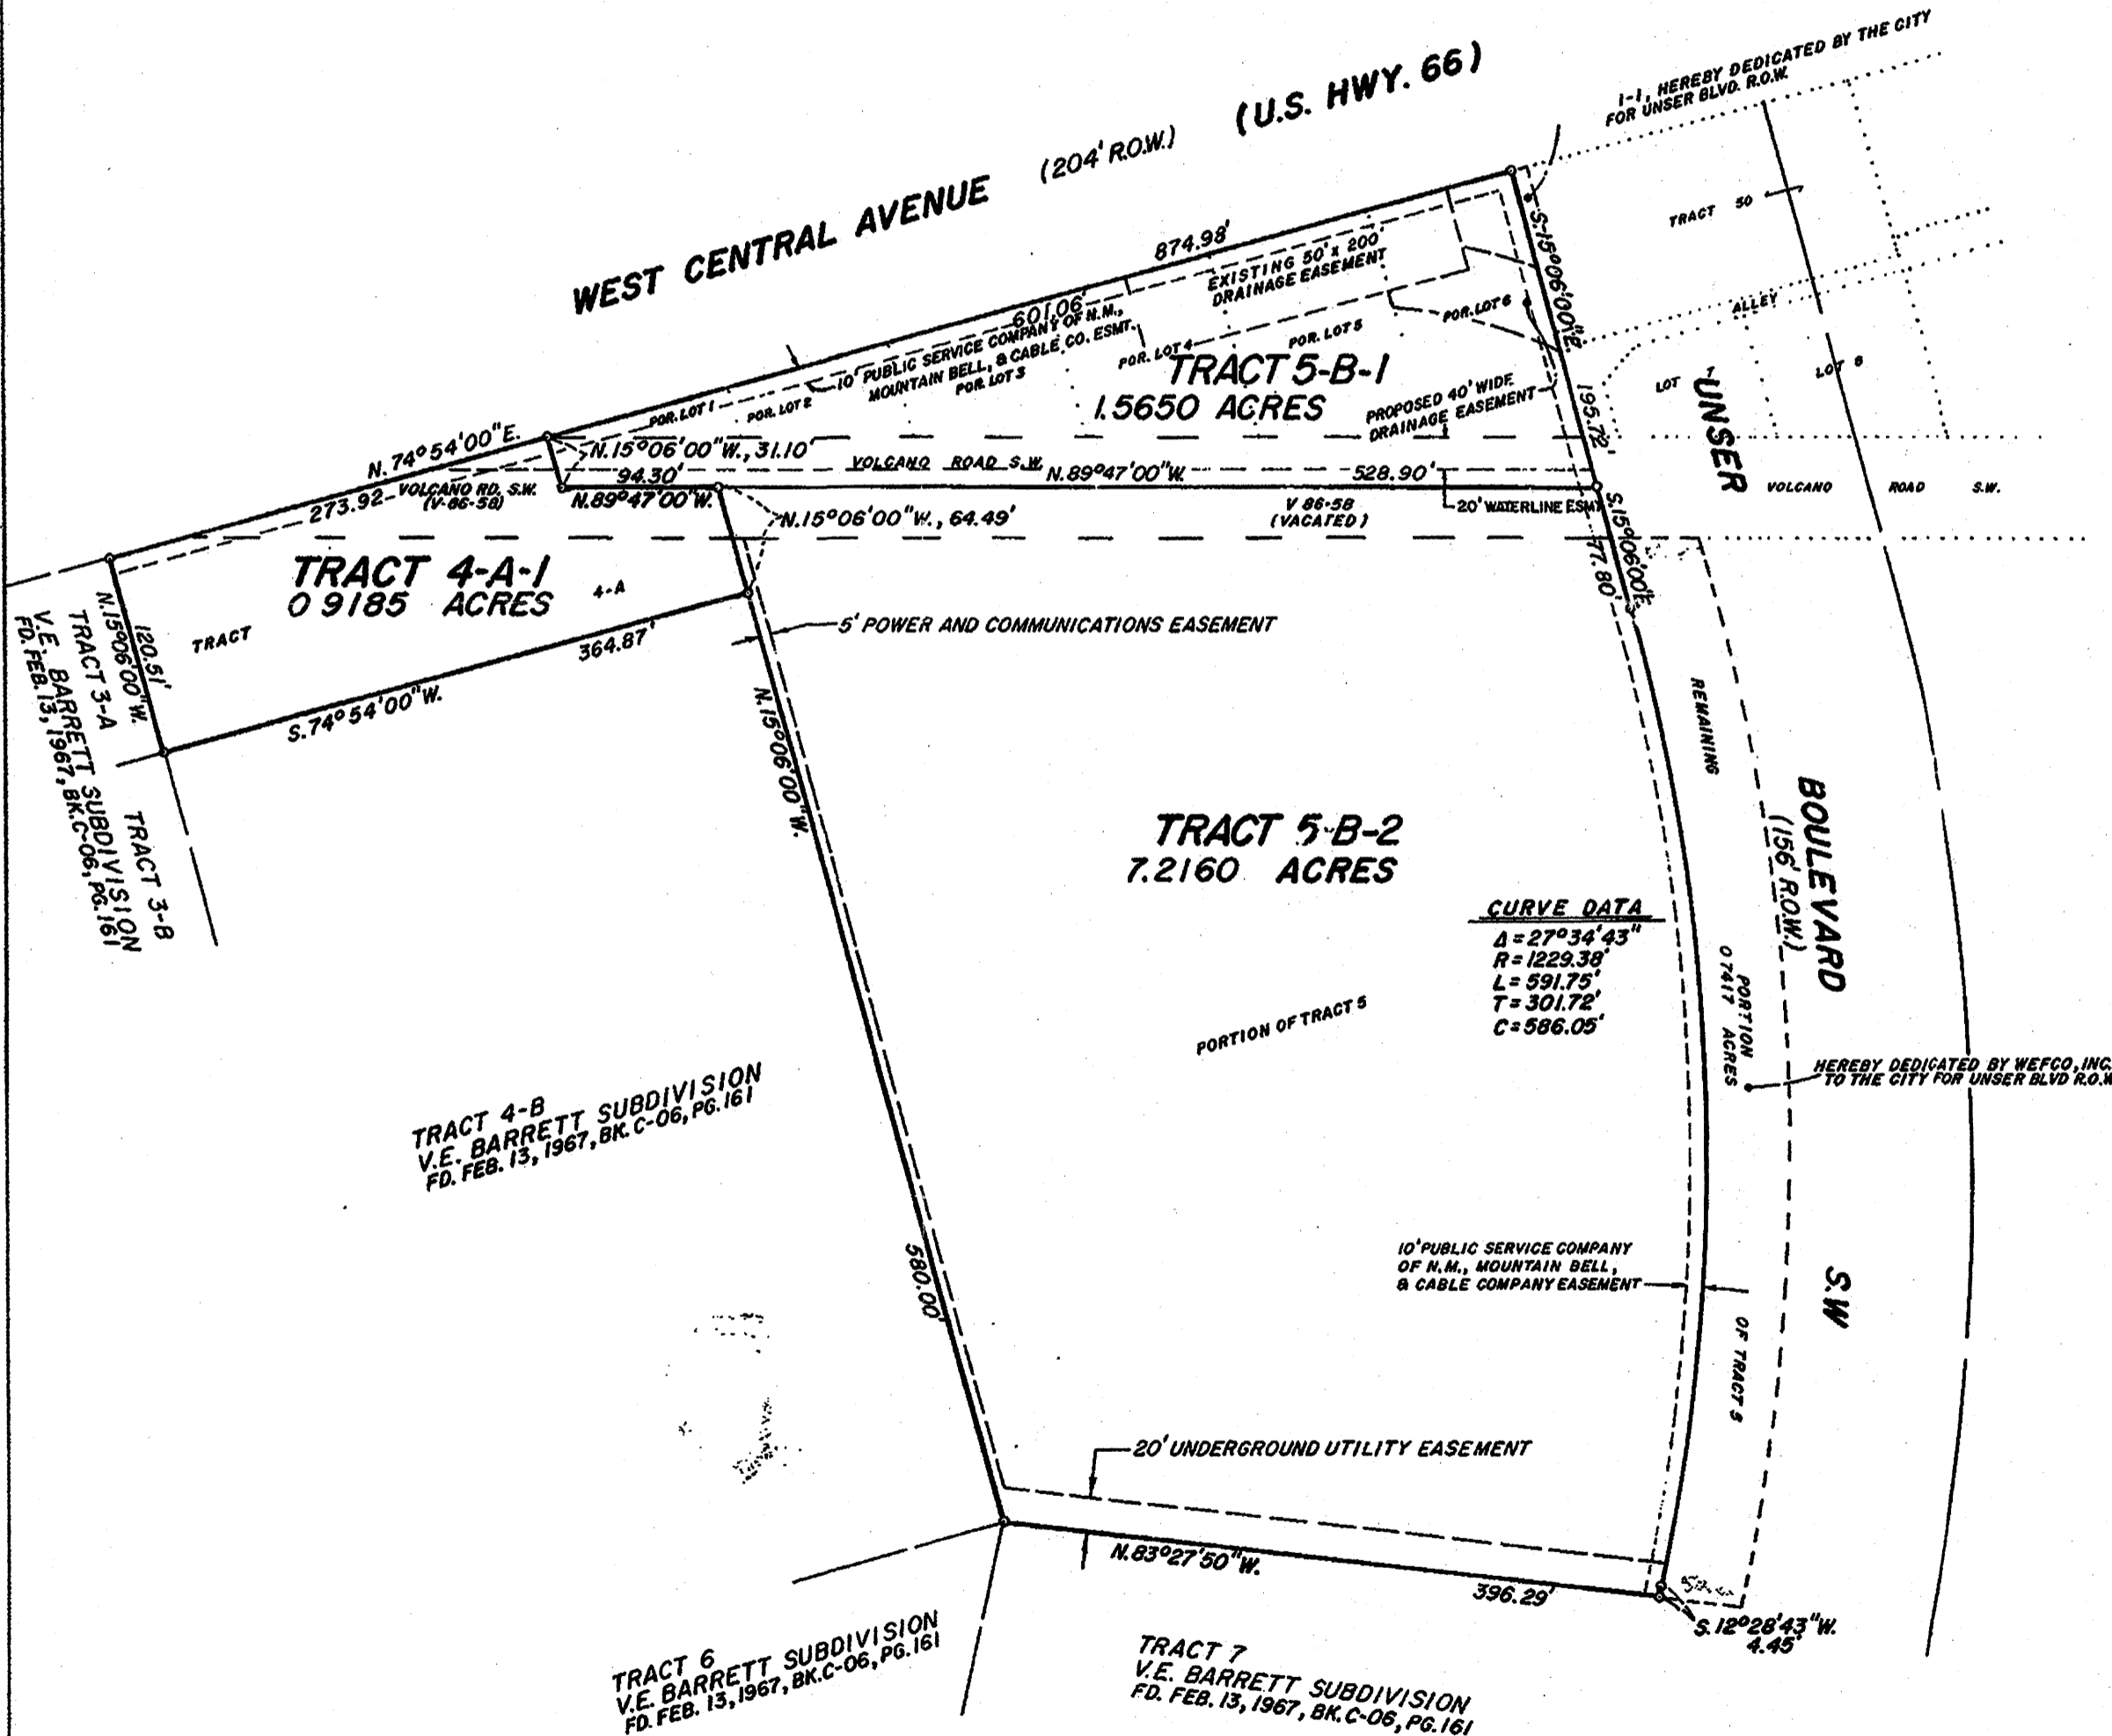 WEST CENTRAL AVENUE (204' R.O.W.) (U.S. HWY. 66)
1-1, HEREBY DEDICATED BY THE CITY
FOR UNSER BLVD. R.O.W.
874.98'
601.06'
EXISTING 50' X 200'
DRAINAGE EASEMENT
10' PUBLIC SERVICE COMPANY OF N.M.,
MOUNTAIN BELL, & CABLE CO. ESMT.
POR. LOT 1
POR. LOT 2
POR. LOT 3
POR. LOT 4
POR. LOT 5
POR. LOT 6
TRACT 5-B-1
1.5650 ACRES
PROPOSED 40' WIDE
DRAINAGE EASEMENT
S.15°06'00"E.
195.72'
TRACT 50
ALLEY
LOT 7
LOT 8
UNSER
VOLCANO ROAD S.W.
N.74°54'00"E.
273.92
N.15°06'00"W., 31.10'
94.30'
N.89°47'00"W.
VOLCANO RD. S.W.
(V-86-58)
VOLCANO ROAD S.W.
N.89°47'00"W.
528.90'
N.15°06'00"W., 64.49'
V 86-58
(VACATED)
20' WATERLINE ESMT
S.15°06'00"E.
77.80'
TRACT 4-A-1
0 9185 ACRES
TRACT
4-A
120.51'
N.15°06'00"W.
TRACT 3-A
V.E. BARRETT SUBDIVISION
FD. FEB. 13, 1967, BK.C-06, PG.161
TRACT 3-B
364.87'
S.74°54'00"W.
5' POWER AND COMMUNICATIONS EASEMENT
N.15°06'00"W.
580.00'
TRACT 5-B-2
7.2160 ACRES
CURVE DATA
Δ=27°34'43"
R=1229.38'
L=591.75'
T=301.72'
C=586.05'
PORTION OF TRACT 5
REMAINING
PORTION
0 7417 ACRES
OF TRACT 5
BOULEVARD
(156' R.O.W.)
S.W
HEREBY DEDICATED BY WEFCO, INC.
TO THE CITY FOR UNSER BLVD R.O.W
TRACT 4-B
V.E. BARRETT SUBDIVISION
FD. FEB. 13, 1967, BK. C-06, PG.161
10' PUBLIC SERVICE COMPANY
OF N.M., MOUNTAIN BELL,
& CABLE COMPANY EASEMENT
20' UNDERGROUND UTILITY EASEMENT
N.83°27'50"W.
396.29'
S.12°28'43"W.
4.45'
TRACT 6
V.E. BARRETT SUBDIVISION
FD. FEB. 13, 1967, BK.C-06, PG.161
TRACT 7
V.E. BARRETT SUBDIVISION
FD. FEB. 13, 1967, BK.C-06, PG.161